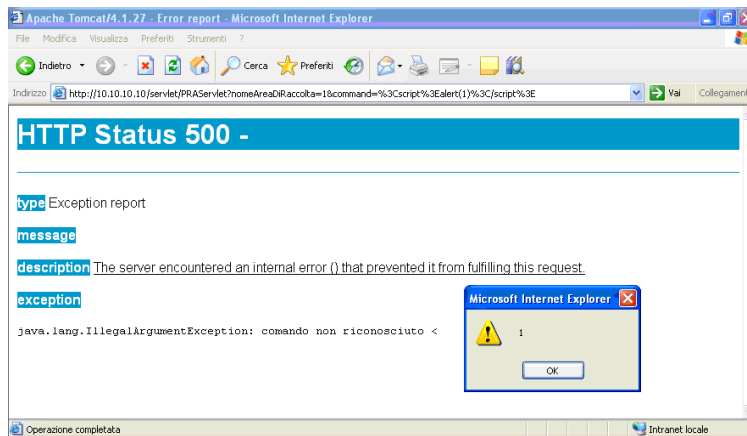 Apache Tomcat/4.1.27 - Error report - Microsoft Internet Explorer
File Modifica Visualizza Preferiti Strumenti ?
Indietro Cerca Preferiti
Indirizzo http://10.10.10.10/servlet/PRAServlet?nomeAreaDiRaccolta=1&command=%3Cscript%3Ealert(1)%3C/script%3E Vai Collegament
HTTP Status 500 -
type Exception report
message
description The server encountered an internal error () that prevented it from fulfilling this request.
exception
java.lang.IllegalArgumentException: comando non riconosciuto <
Microsoft Internet Explorer
1
OK
Operazione completata Intranet locale